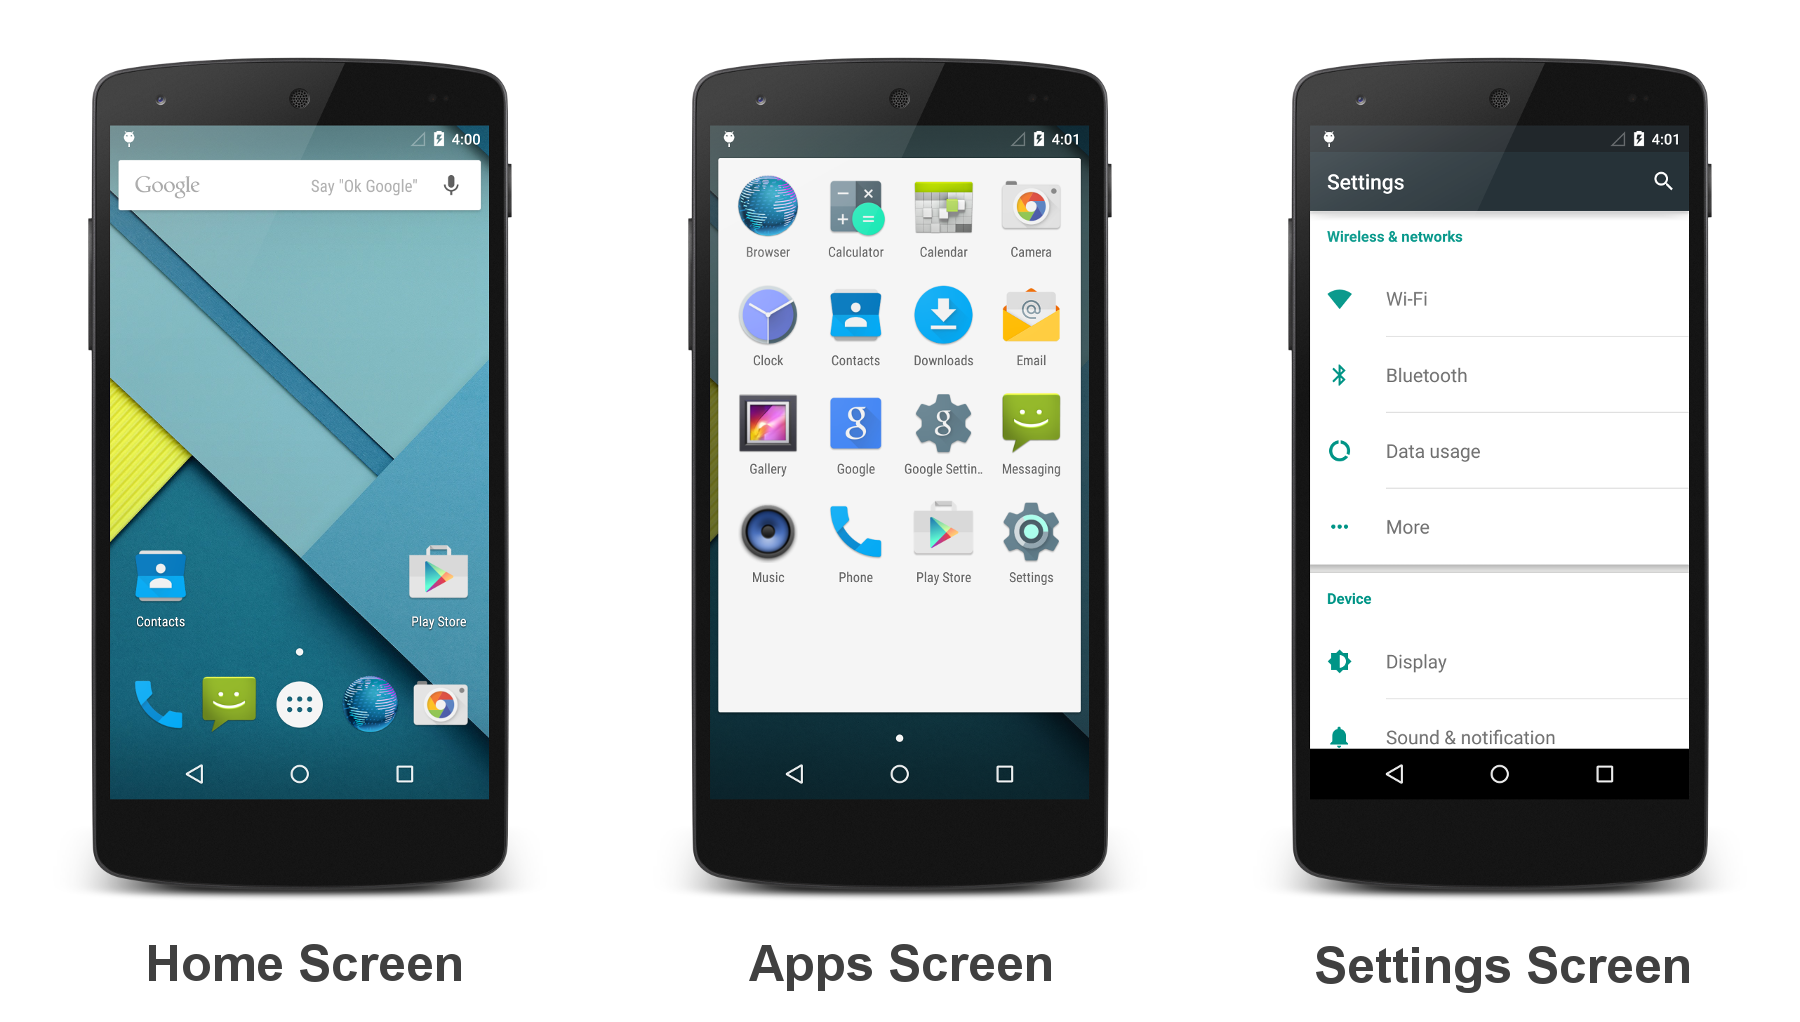 4:00
Google Say "Ok Google"
Contacts Play Store
Home Screen
4:01
Browser Calculator Calendar Camera
Clock Contacts Downloads Email
@
Gallery Google Google Settin.. Messaging
g g
Music Phone Play Store Settings
Apps Screen
4:01
Settings
Wireless & networks
Wi-Fi
Bluetooth
Data usage
More
Device
Display
Sound & notification
Settings Screen